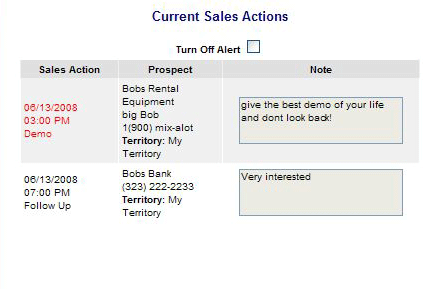 Current Sales Actions
Turn Off Alert
Sales Action Prospect Note
06/13/2008
03:00 PM
Demo
Bobs Rental
Equipment
big Bob
1(900) mix-alot
Territory: My
Territory
give the best demo of your life
and dont look back!
06/13/2008
07:00 PM
Follow Up
Bobs Bank
(323) 222-2233
Territory: My
Territory
Very interested